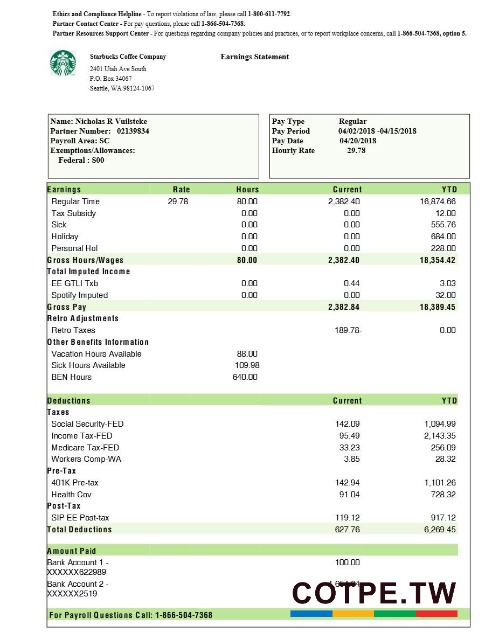 Ethics and Compliance Helpline - To report violations of law, please call 1-800-611-7792
Partner Contact Center - For pay questions, please call 1-866-504-7368.
Partner Resources Support Center - For questions regarding company policies and practices, or to report workplace concerns, call 1-866-504-7368, option 5.
Starbucks Coffee Company Earnings Statement
2401 Utah Ave South
P.O. Box 34067
Seattle, WA 98124-1067
Name: Nicholas R Vuilsteke Pay Type Regular
Partner Number: 02139834 Pay Period 04/02/2018 -04/15/2018
Payroll Area: SC Pay Date 04/20/2018
Exemptions/Allowances: Hourly Rate 29.78
Federal : S00
Earnings Rate Hours Current YTD
Regular Time 29.78 80.00 2,382.40 16,874.66
Tax Subsidy 0.00 0.00 12.00
Sick 0.00 0.00 555.76
Holiday 0.00 0.00 684.00
Personal Hol 0.00 0.00 228.00
Gross Hours/Wages 80.00 2,382.40 18,354.42
Total Imputed Income
EE GTLI Txb 0.00 0.44 3.03
Spotify Imputed 0.00 0.00 32.00
Gross Pay 2,382.84 18,389.45
Retro Adjustments
Retro Taxes 189.78- 0.00
Other Benefits Information
Vacation Hours Available 88.00
Sick Hours Available 109.98
BEN Hours 640.00
Deductions Current YTD
Taxes
Social Security-FED 142.09 1,094.99
Income Tax-FED 95.49 2,143.35
Medicare Tax-FED 33.23 256.09
Workers Comp-WA 3.85 28.32
Pre-Tax
401K Pre-tax 142.94 1,101.26
Health Cov 91.04 728.32
Post-Tax
SIP EE Post-tax 119.12 917.12
Total Deductions 627.76 6,269.45
Amount Paid
Bank Account 1 - 100.00
XXXXXX622989
Bank Account 2 -
XXXXXX2519
COTPE.TW
For Payroll Questions Call: 1-866-504-7368